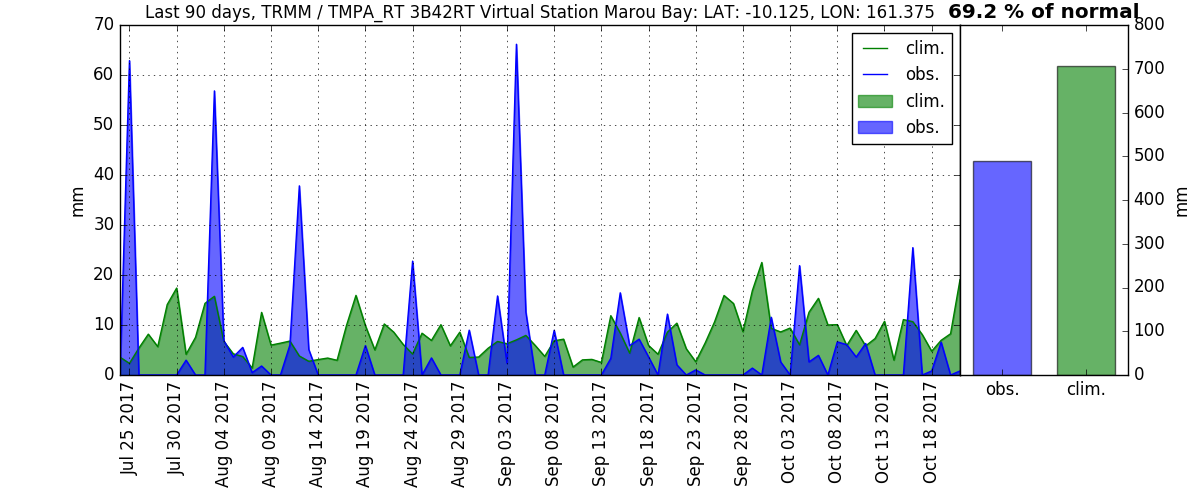 Last 90 days, TRMM / TMPA_RT 3B42RT Virtual Station Marou Bay: LAT: -10.125, LON: 161.375 69.2 % of normal
clim.
obs.
clim.
obs.
mm
70
60
50
40
30
20
10
0
Jul 25 2017
Jul 30 2017
Aug 04 2017
Aug 09 2017
Aug 14 2017
Aug 19 2017
Aug 24 2017
Aug 29 2017
Sep 03 2017
Sep 08 2017
Sep 13 2017
Sep 18 2017
Sep 23 2017
Sep 28 2017
Oct 03 2017
Oct 08 2017
Oct 13 2017
Oct 18 2017
800
700
600
500
400
300
200
100
0
mm
obs.
clim.